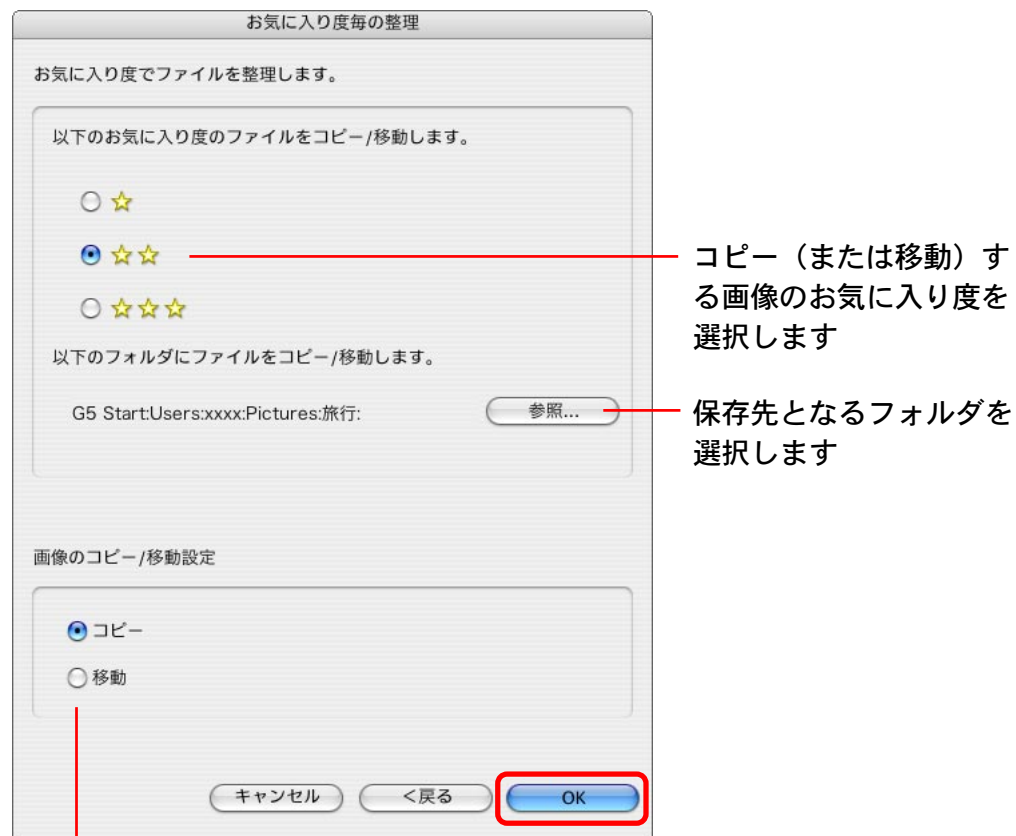 お気に入り度毎の整理
お気に入り度でファイルを整理します。
以下のお気に入り度のファイルをコピー/移動します。
☆
☆☆
☆☆☆
コピー（または移動）す
る画像のお気に入り度を
選択します
以下のフォルダにファイルをコピー/移動します。
G5 Start:Users:xxxx:Pictures:旅行:
参照...
保存先となるフォルダを
選択します
画像のコピー/移動設定
コピー
移動
キャンセル
<戻る
OK